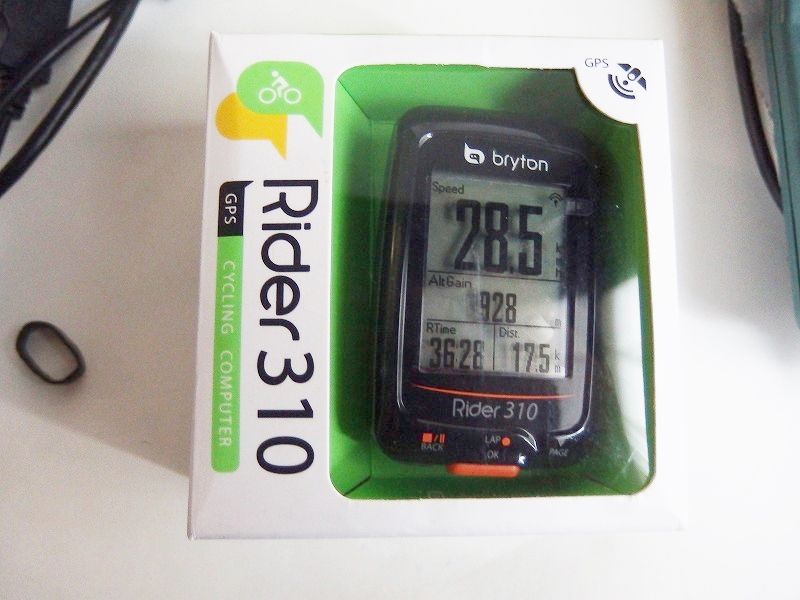 GPS
Rider 310
GPS CYCLING COMPUTER
bryton
Speed
28.5
AltGain
928
m
RTime
36:28
Dist.
17.5
km
Rider 310
BACK
LAP
OK
PAGE